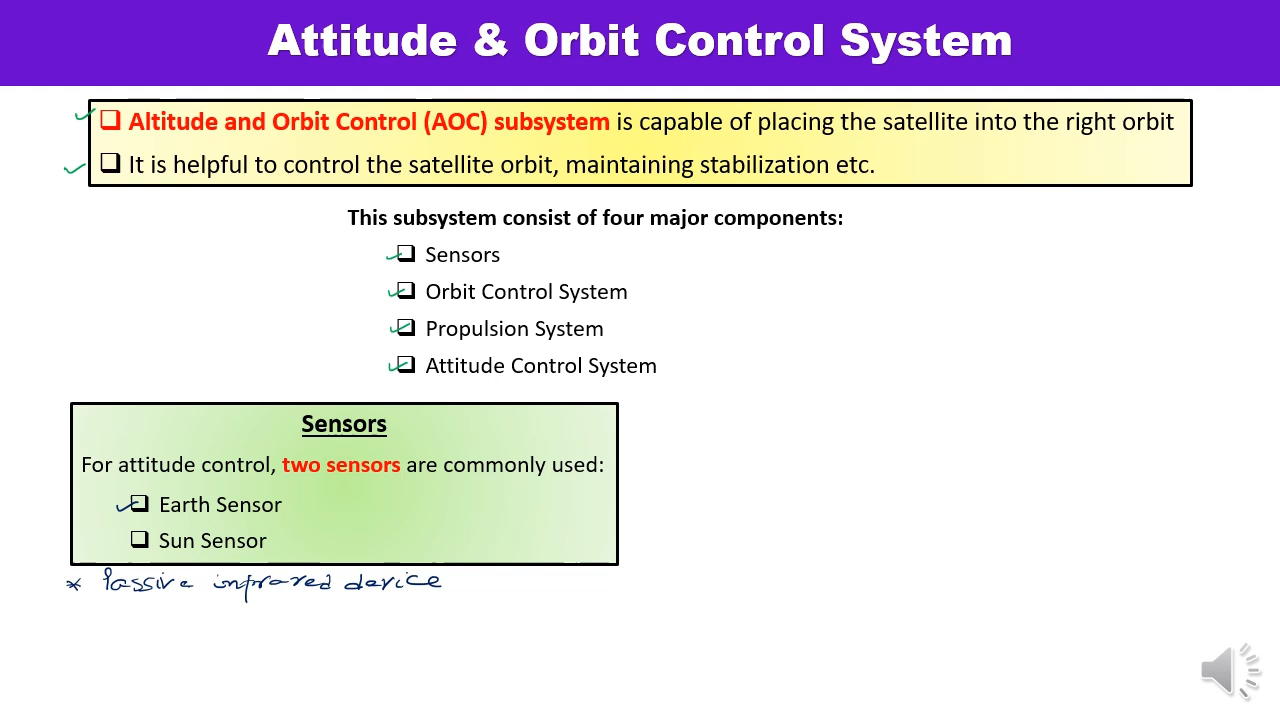 Attitude & Orbit Control System
Altitude and Orbit Control (AOC) subsystem is capable of placing the satellite into the right orbit
It is helpful to control the satellite orbit, maintaining stabilization etc.
This subsystem consist of four major components:
Sensors
Orbit Control System
Propulsion System
Attitude Control System
Sensors
For attitude control, two sensors are commonly used:
Earth Sensor
Sun Sensor
* Passive infrared device